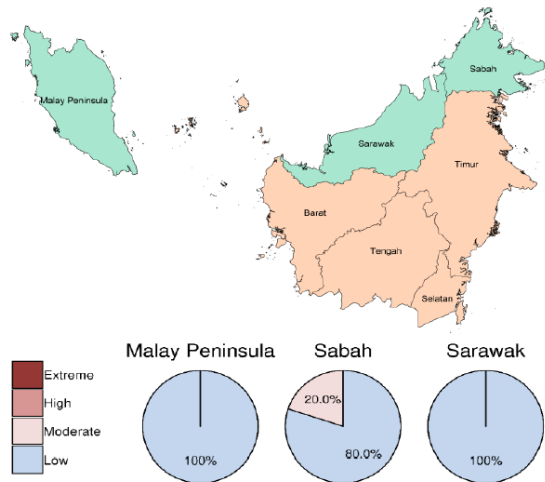 Sabah
Malay Peninsula
Sarawak
Timur
Barat
Tengah
Selatan
Malay Peninsula
Sabah
Sarawak
Extreme
High
Moderate
Low
100%
20.0%
80.0%
100%